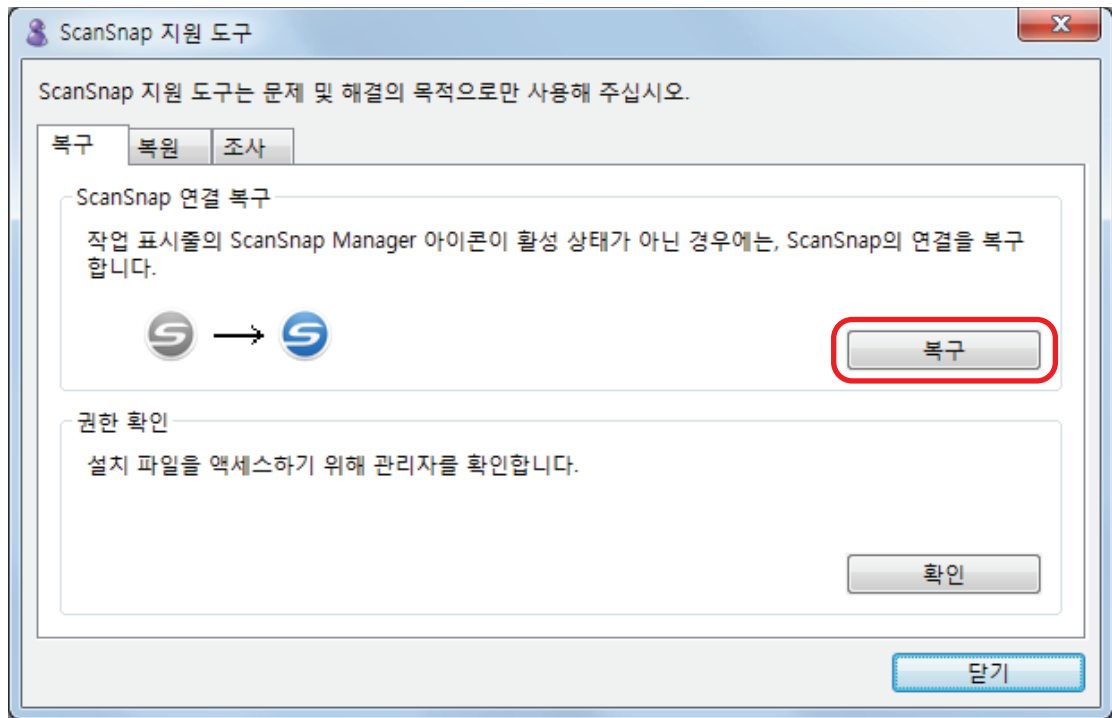 ScanSnap 지원 도구
ScanSnap 지원 도구는 문제 및 해결의 목적으로만 사용해 주십시오.
복구 복원 조사
ScanSnap 연결 복구
작업 표시줄의 ScanSnap Manager 아이콘이 활성 상태가 아닌 경우에는, ScanSnap의 연결을 복구
합니다.
복구
권한 확인
설치 파일을 액세스하기 위해 관리자를 확인합니다.
확인
닫기